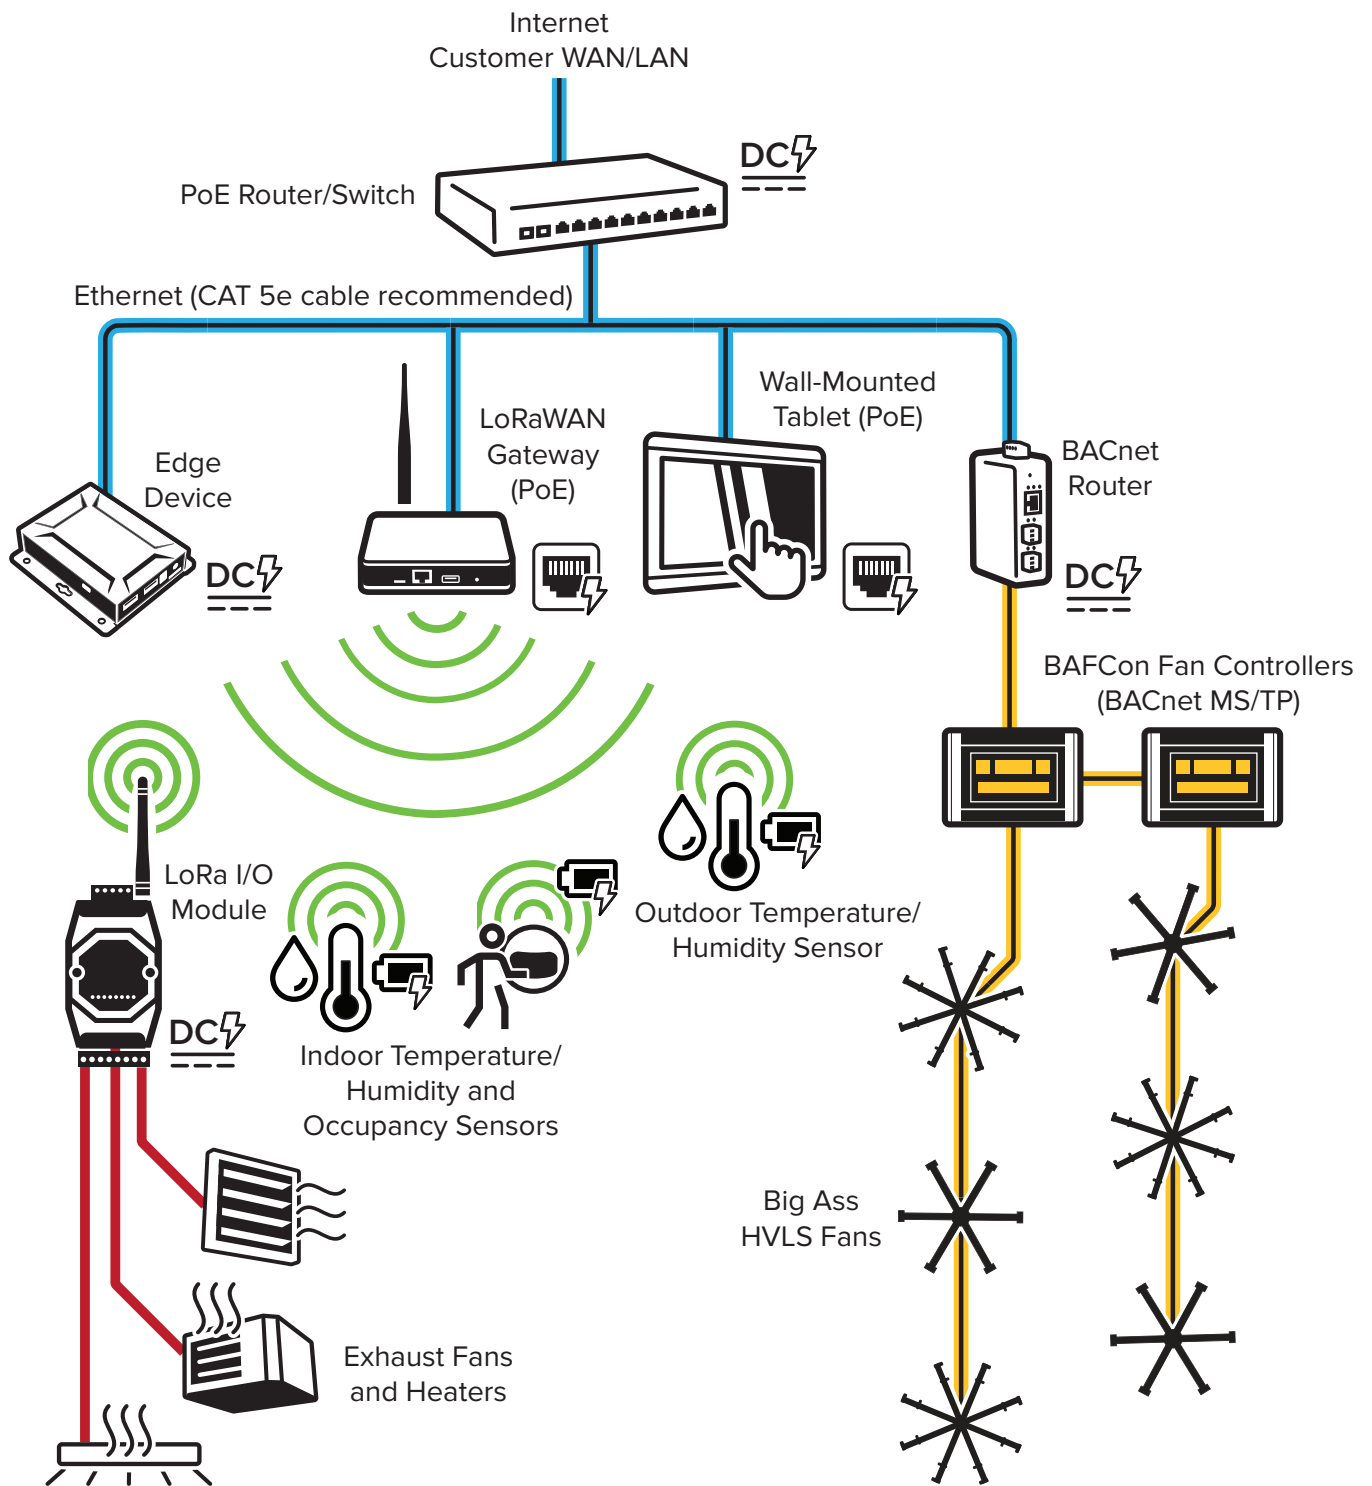 Internet
Customer WAN/LAN
DC
PoE Router/Switch
Ethernet (CAT 5e cable recommended)
Wall-Mounted
Tablet (PoE)
LoRaWAN
Gateway
(PoE)
BACnet
Router
Edge
Device
DC
DC
BAFCon Fan Controllers
(BACnet MS/TP)
LoRa I/O
Module
Outdoor Temperature/
Humidity Sensor
DC
Indoor Temperature/
Humidity and
Occupancy Sensors
Big Ass
HVLS Fans
Exhaust Fans
and Heaters